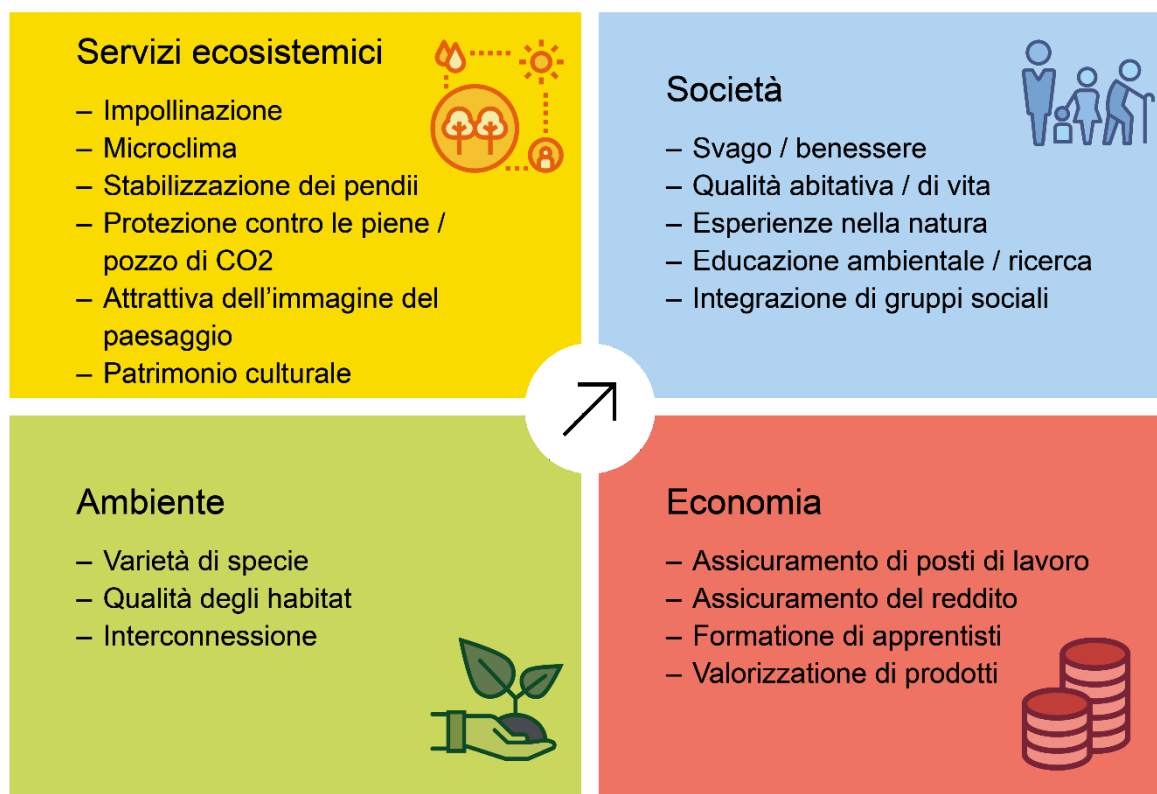 Servizi ecosistemici
– Impollinazione
– Microclima
– Stabilizzazione dei pendii
– Protezione contro le piene /
pozzo di CO2
– Attrattiva dell’immagine del
paesaggio
– Patrimonio culturale
Società
– Svago / benessere
– Qualità abitativa / di vita
– Esperienze nella natura
– Educazione ambientale / ricerca
– Integrazione di gruppi sociali
Ambiente
– Varietà di specie
– Qualità degli habitat
– Interconnessione
Economia
– Assicuramento di posti di lavoro
– Assicuramento del reddito
– Formatione di apprentisti
– Valorizzatione di prodotti